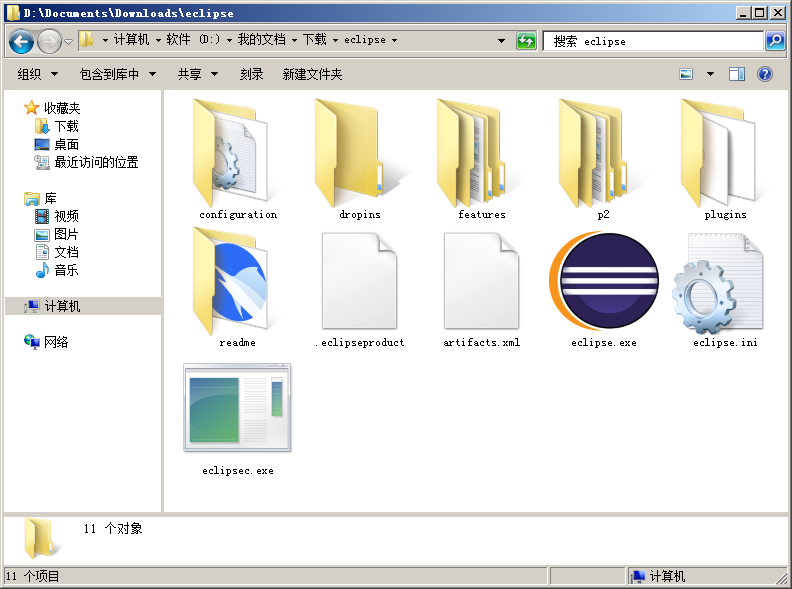 D:\Documents\Downloads\eclipse
计算机 软件 (D:) 我的文档 下载 eclipse
搜索 eclipse
组织 包含到库中 共享 刻录 新建文件夹
收藏夹
下载
桌面
最近访问的位置
库
视频
图片
文档
音乐
计算机
网络
configuration dropins features p2 plugins
readme .eclipseproduct artifacts.xml eclipse.exe eclipse.ini
eclipsec.exe
11 个对象
11 个项目 计算机